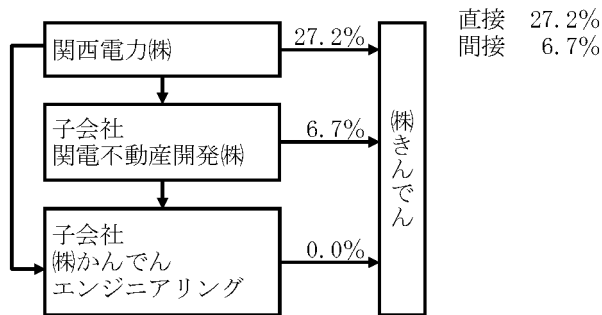 関西電力㈱
27.2%
直接 27.2%
間接 6.7%
子会社
関電不動産開発㈱
6.7%
㈱きんでん
子会社
㈱かんでん
エンジニアリング
0.0%